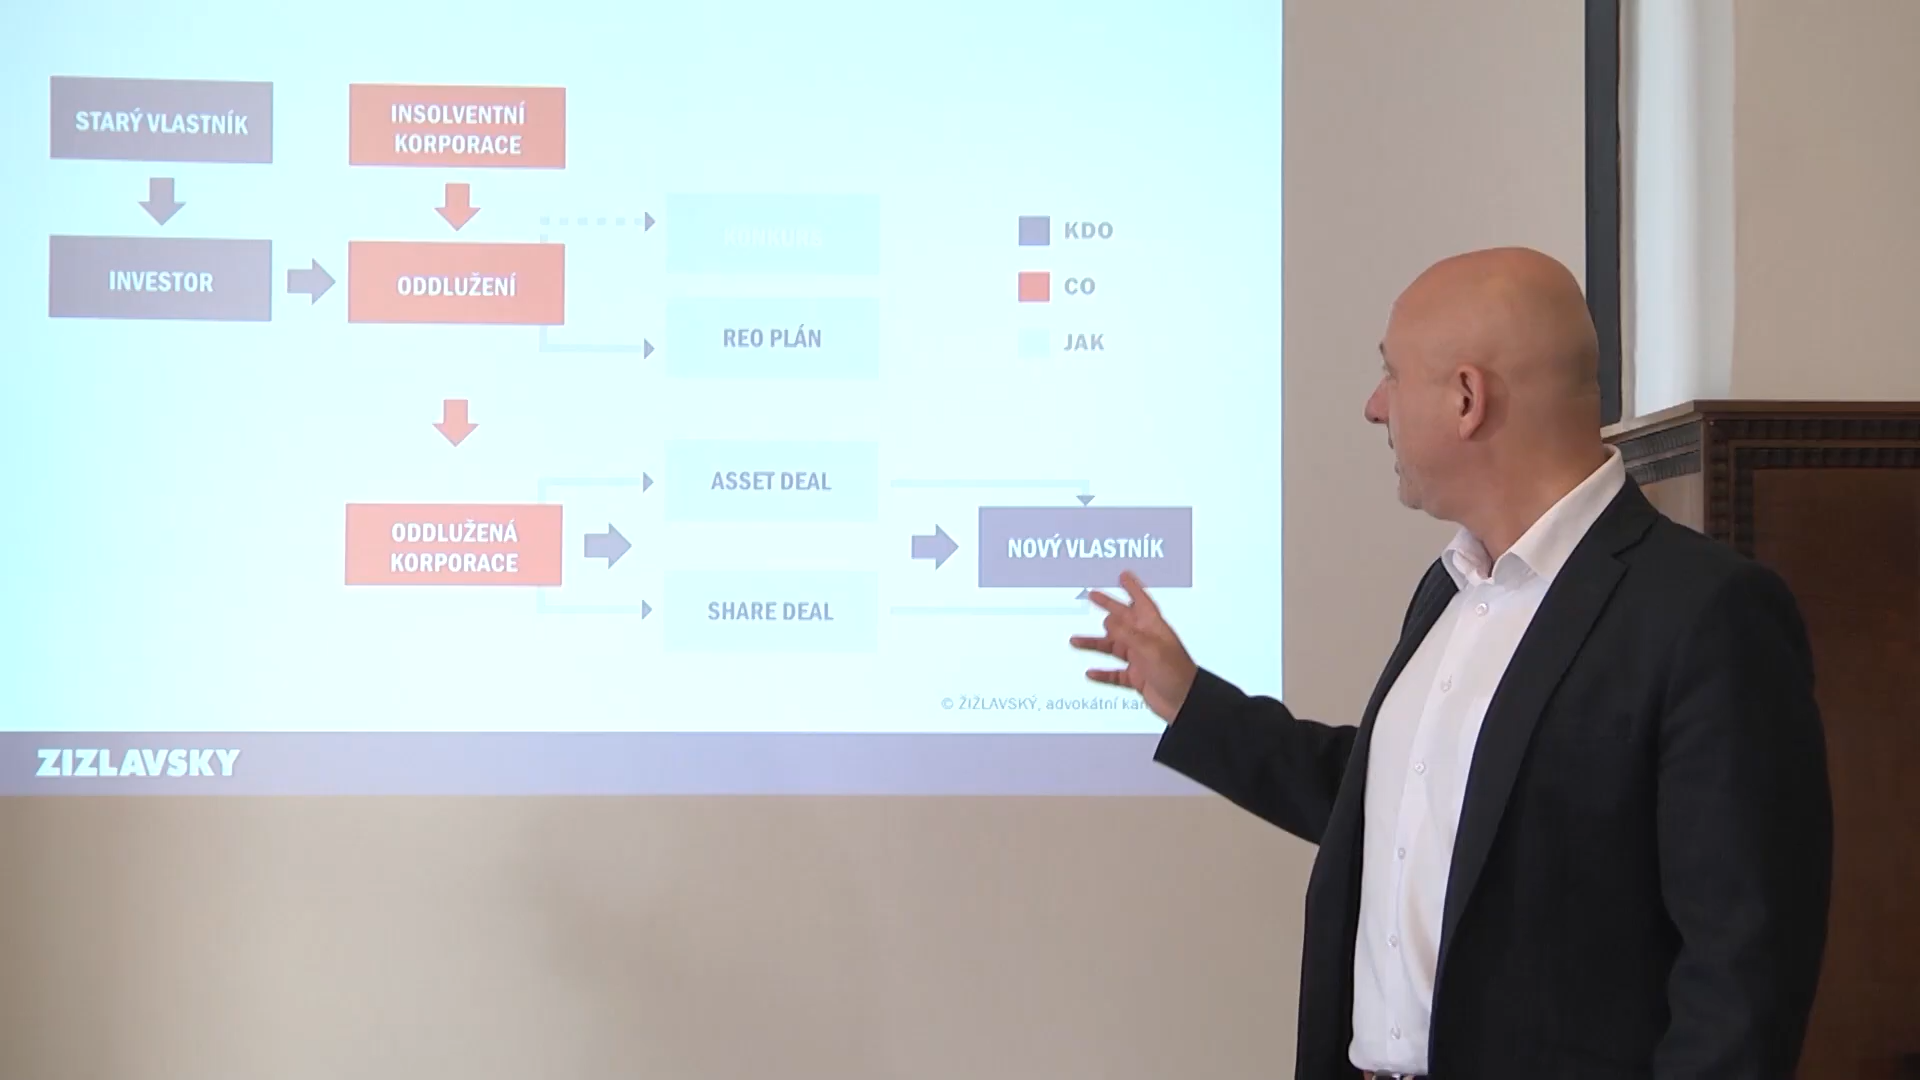 STARÝ VLASTNÍK
INSOLVENTNÍ
KORPORACE
INVESTOR
ODDLUŽENÍ
KONKURS
REO PLÁN
KDO
CO
JAK
ODDLUŽENÁ
KORPORACE
ASSET DEAL
SHARE DEAL
NOVÝ VLASTNÍK
© ŽIŽLAVSKÝ, advokátní
ZIZLAVSKY